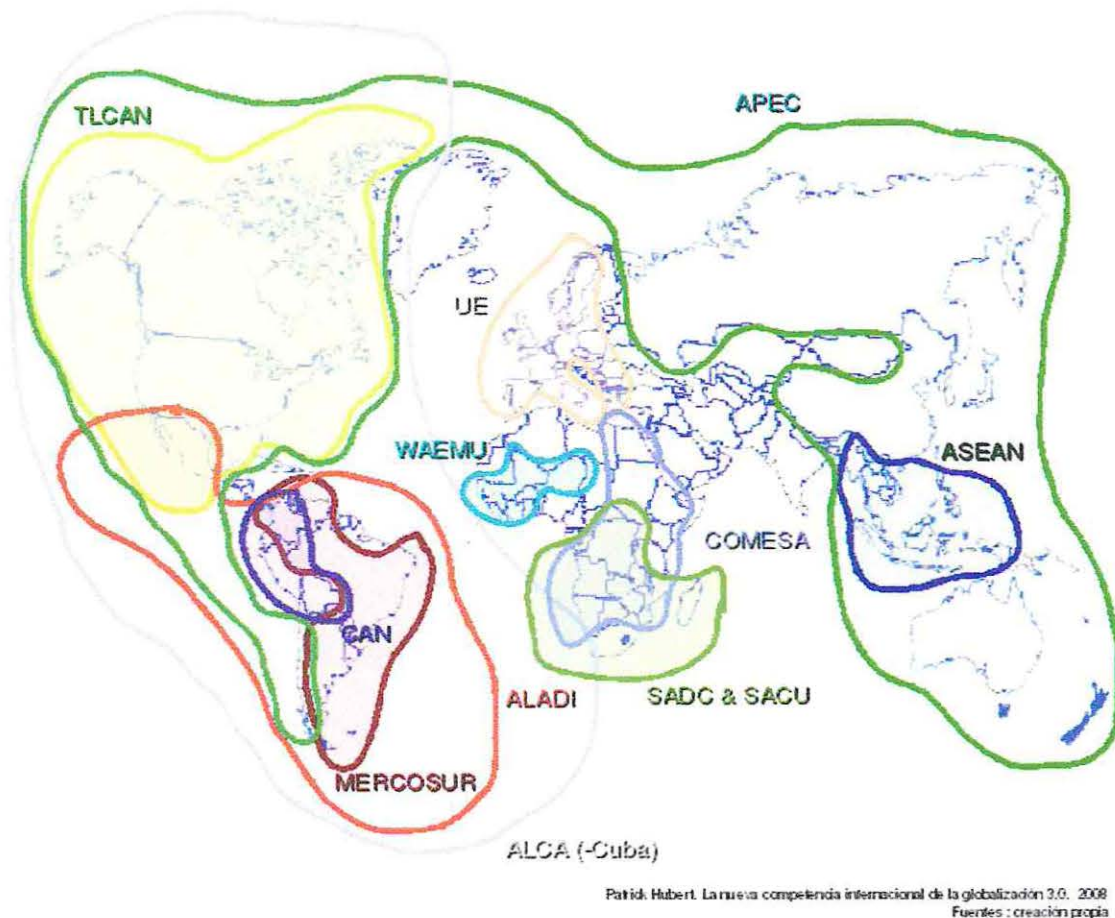 TLCAN
APEC
UE
WAEMU
ASEAN
COMESA
CAN
ALADI
SADC & SACU
MERCOSUR
ALCA (-Cuba)
Patrick Hubert. La nueva competencia internacional de la globalización 3.0. 2008
Fuentes : creación propia